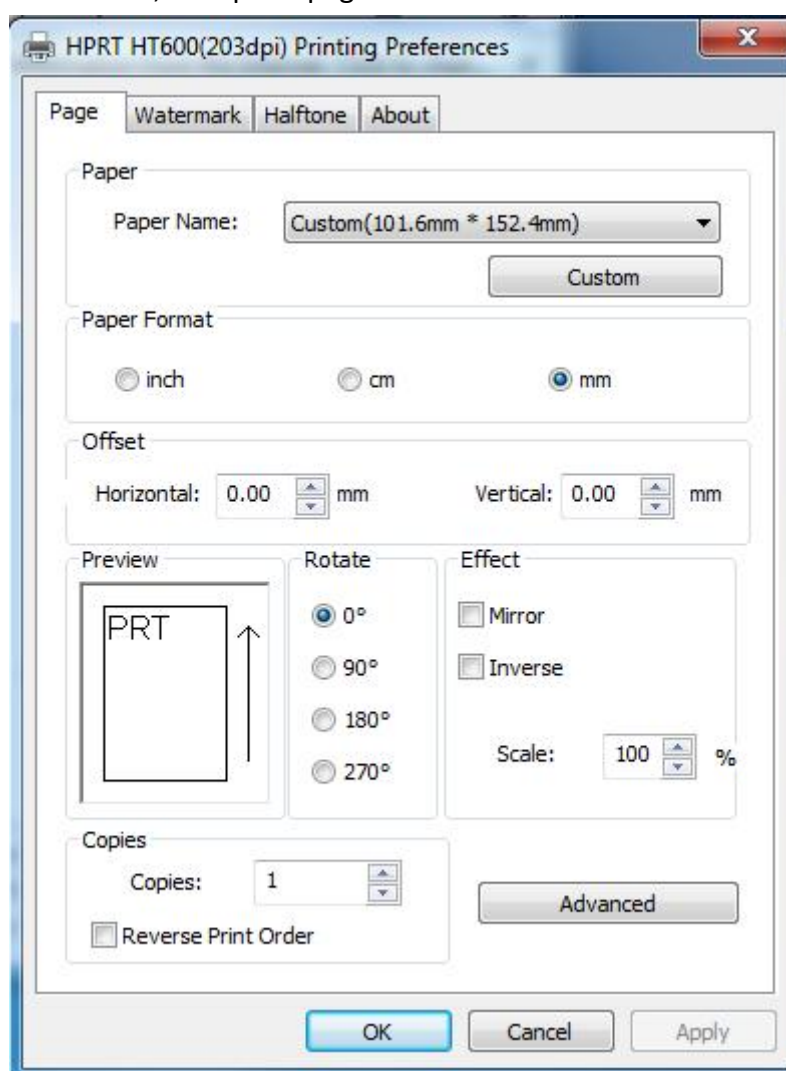 HPRT HT600(203dpi) Printing Preferences
Page Watermark Halftone About
Paper
Paper Name: Custom(101.6mm * 152.4mm)
Custom
Paper Format
inch cm mm
Offset
Horizontal: 0.00 mm Vertical: 0.00 mm
Preview Rotate Effect
PRT 0° Mirror
90° Inverse
180°
Scale: 100 %
270°
Copies
Copies: 1
Advanced
Reverse Print Order
OK Cancel Apply